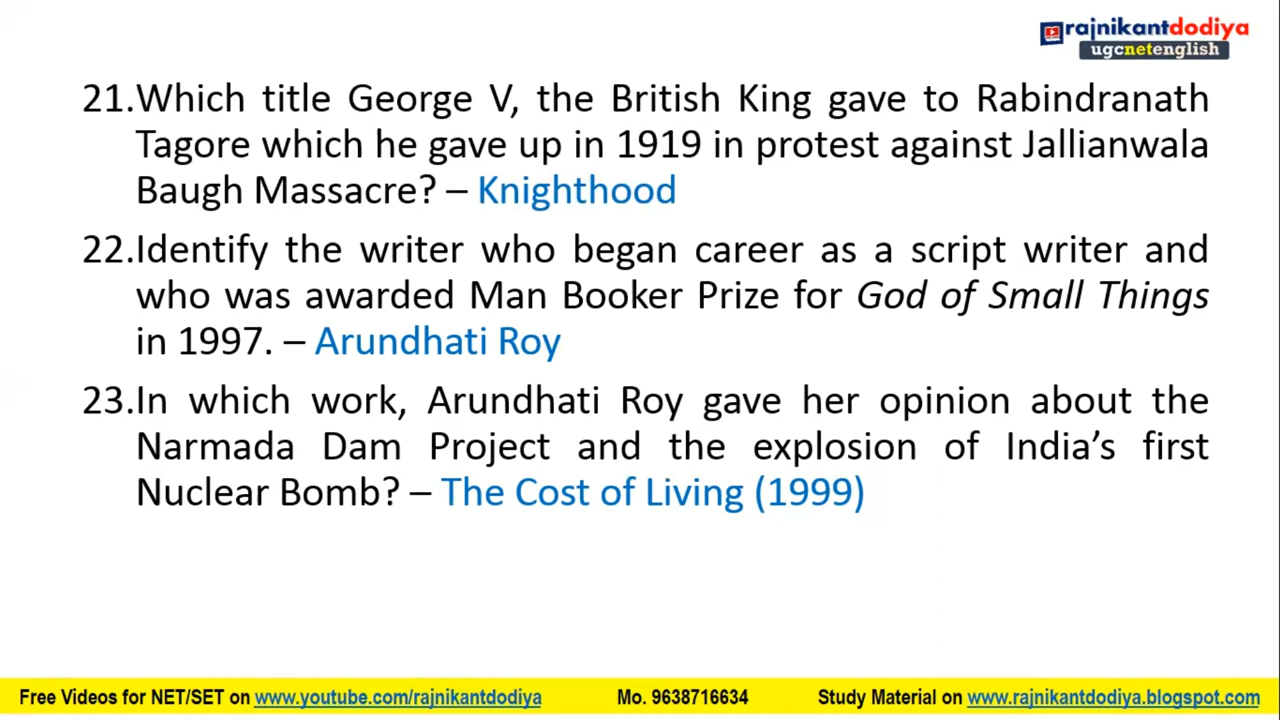 rajnikantdodiya
ugcnetenglish
21.Which title George V, the British King gave to Rabindranath
Tagore which he gave up in 1919 in protest against Jallianwala
Baugh Massacre? – Knighthood
22.Identify the writer who began career as a script writer and
who was awarded Man Booker Prize for God of Small Things
in 1997. – Arundhati Roy
23.In which work, Arundhati Roy gave her opinion about the
Narmada Dam Project and the explosion of India’s first
Nuclear Bomb? – The Cost of Living (1999)
Free Videos for NET/SET on www.youtube.com/rajnikantdodiya Mo. 9638716634 Study Material on www.rajnikantdodiya.blogspot.com